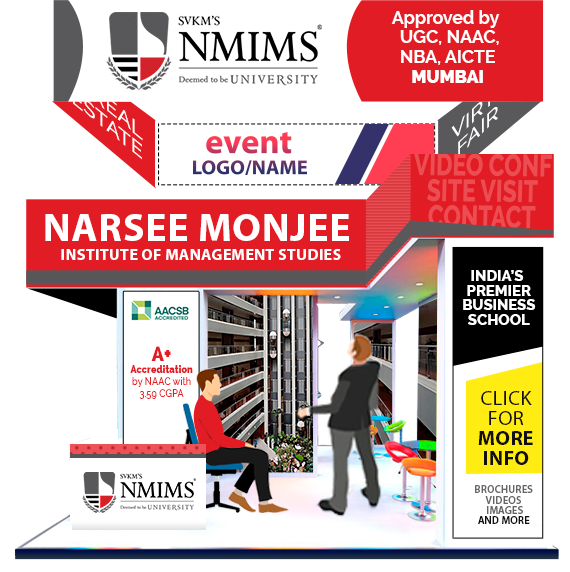 SVKM'S
NMIMS®
Deemed to be UNIVERSITY
Approved by
UGC, NAAC,
NBA, AICTE
MUMBAI
REAL
ESTATE
event
LOGO/NAME
FAIR
VIDEO CONF
SITE VISIT
CONTACT
NARSEE MONJEE
INSTITUTE OF MANAGEMENT STUDIES
AACSB
ACCREDITED
A+
Accreditation
by NAAC with
3.59 CGPA
INDIA'S
PREMIER
BUSINESS
SCHOOL
CLICK
FOR
MORE
INFO
BROCHURES
VIDEOS
IMAGES
AND MORE
SVKM'S
NMIMS
Deemed to be UNIVERSITY